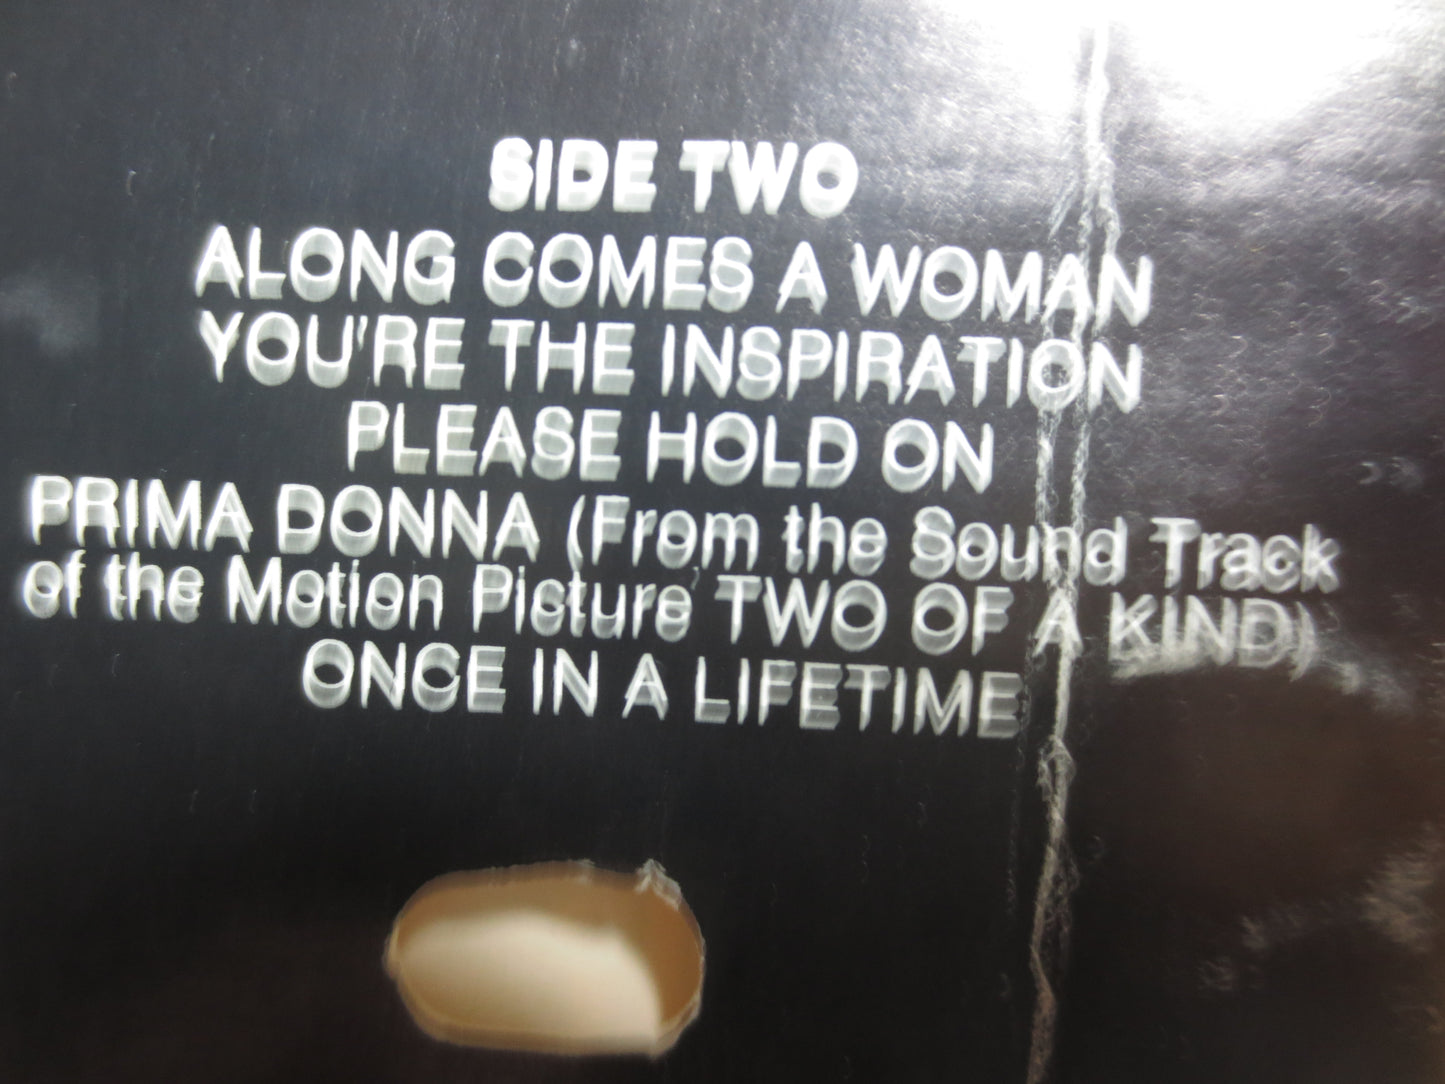 SIDE TWO
ALONG COMES A WOMAN
YOU'RE THE INSPIRATION
PLEASE HOLD ON
PRIMA DONNA (From the Sound Track
of the Motion Picture TWO OF A KIND)
ONCE IN A LIFETIME